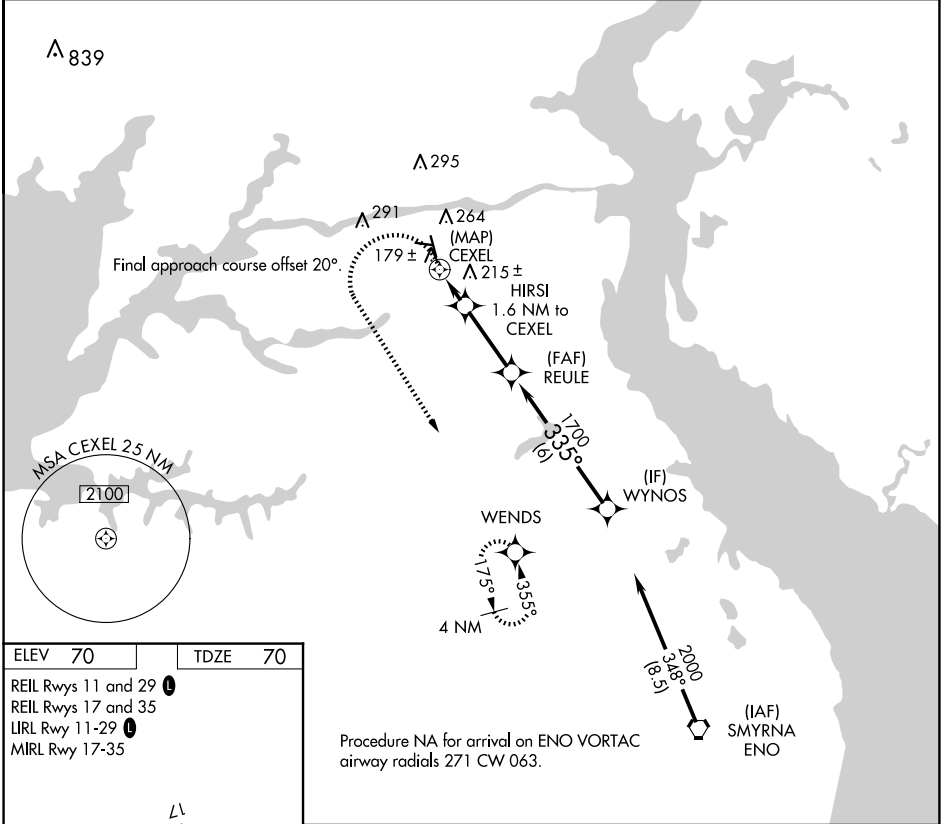 839
295
291
264
(MAP)
CEXEL
179 ±
215 ±
Final approach course offset 20°.
HIRSI
1.6 NM to
CEXEL
(FAF)
REULE
1700
335°
(6)
(IF)
WYNOS
MSA CEXEL 25 NM
2100
WENDS
175°
355°
4 NM
2000
348°
(8.5)
(IAF)
SMYRNA
ENO
ELEV 70
TDZE 70
REIL Rwys 11 and 29 L
REIL Rwys 17 and 35
LIRL Rwy 11-29 L
MIRL Rwy 17-35
Procedure NA for arrival on ENO VORTAC
airway radials 271 CW 063.
17